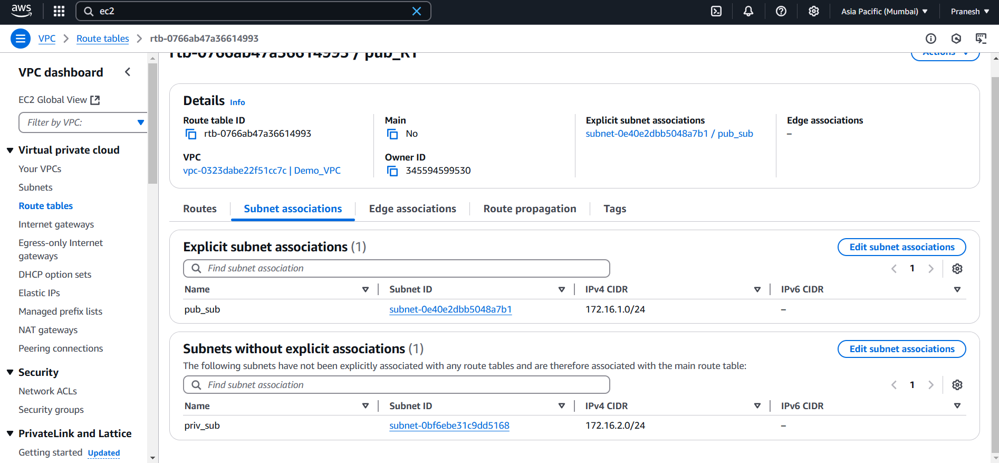 aws
ec2
Asia Pacific (Mumbai)
Pranesh
VPC
Route tables
rtb-0766ab47a36614993
rtb-0766ab47a36614993 / pub_RT
Actions
VPC dashboard
EC2 Global View
Filter by VPC:
Virtual private cloud
Your VPCs
Subnets
Route tables
Internet gateways
Egress-only Internet
gateways
DHCP option sets
Elastic IPs
Managed prefix lists
NAT gateways
Peering connections
Security
Network ACLs
Security groups
PrivateLink and Lattice
Getting started Updated
Details Info
Route table ID
rtb-0766ab47a36614993
Main
No
Explicit subnet associations
subnet-0e40e2dbb5048a7b1 / pub_sub
Edge associations
–
VPC
vpc-0323dabe22f51cc7c | Demo_VPC
Owner ID
345594599530
Routes
Subnet associations
Edge associations
Route propagation
Tags
Explicit subnet associations (1)
Edit subnet associations
Find subnet association
1
Name
Subnet ID
IPv4 CIDR
IPv6 CIDR
pub_sub
subnet-0e40e2dbb5048a7b1
172.16.1.0/24
–
Subnets without explicit associations (1)
Edit subnet associations
The following subnets have not been explicitly associated with any route tables and are therefore associated with the main route table:
Find subnet association
1
Name
Subnet ID
IPv4 CIDR
IPv6 CIDR
priv_sub
subnet-0bf6ebe31c9dd5168
172.16.2.0/24
–